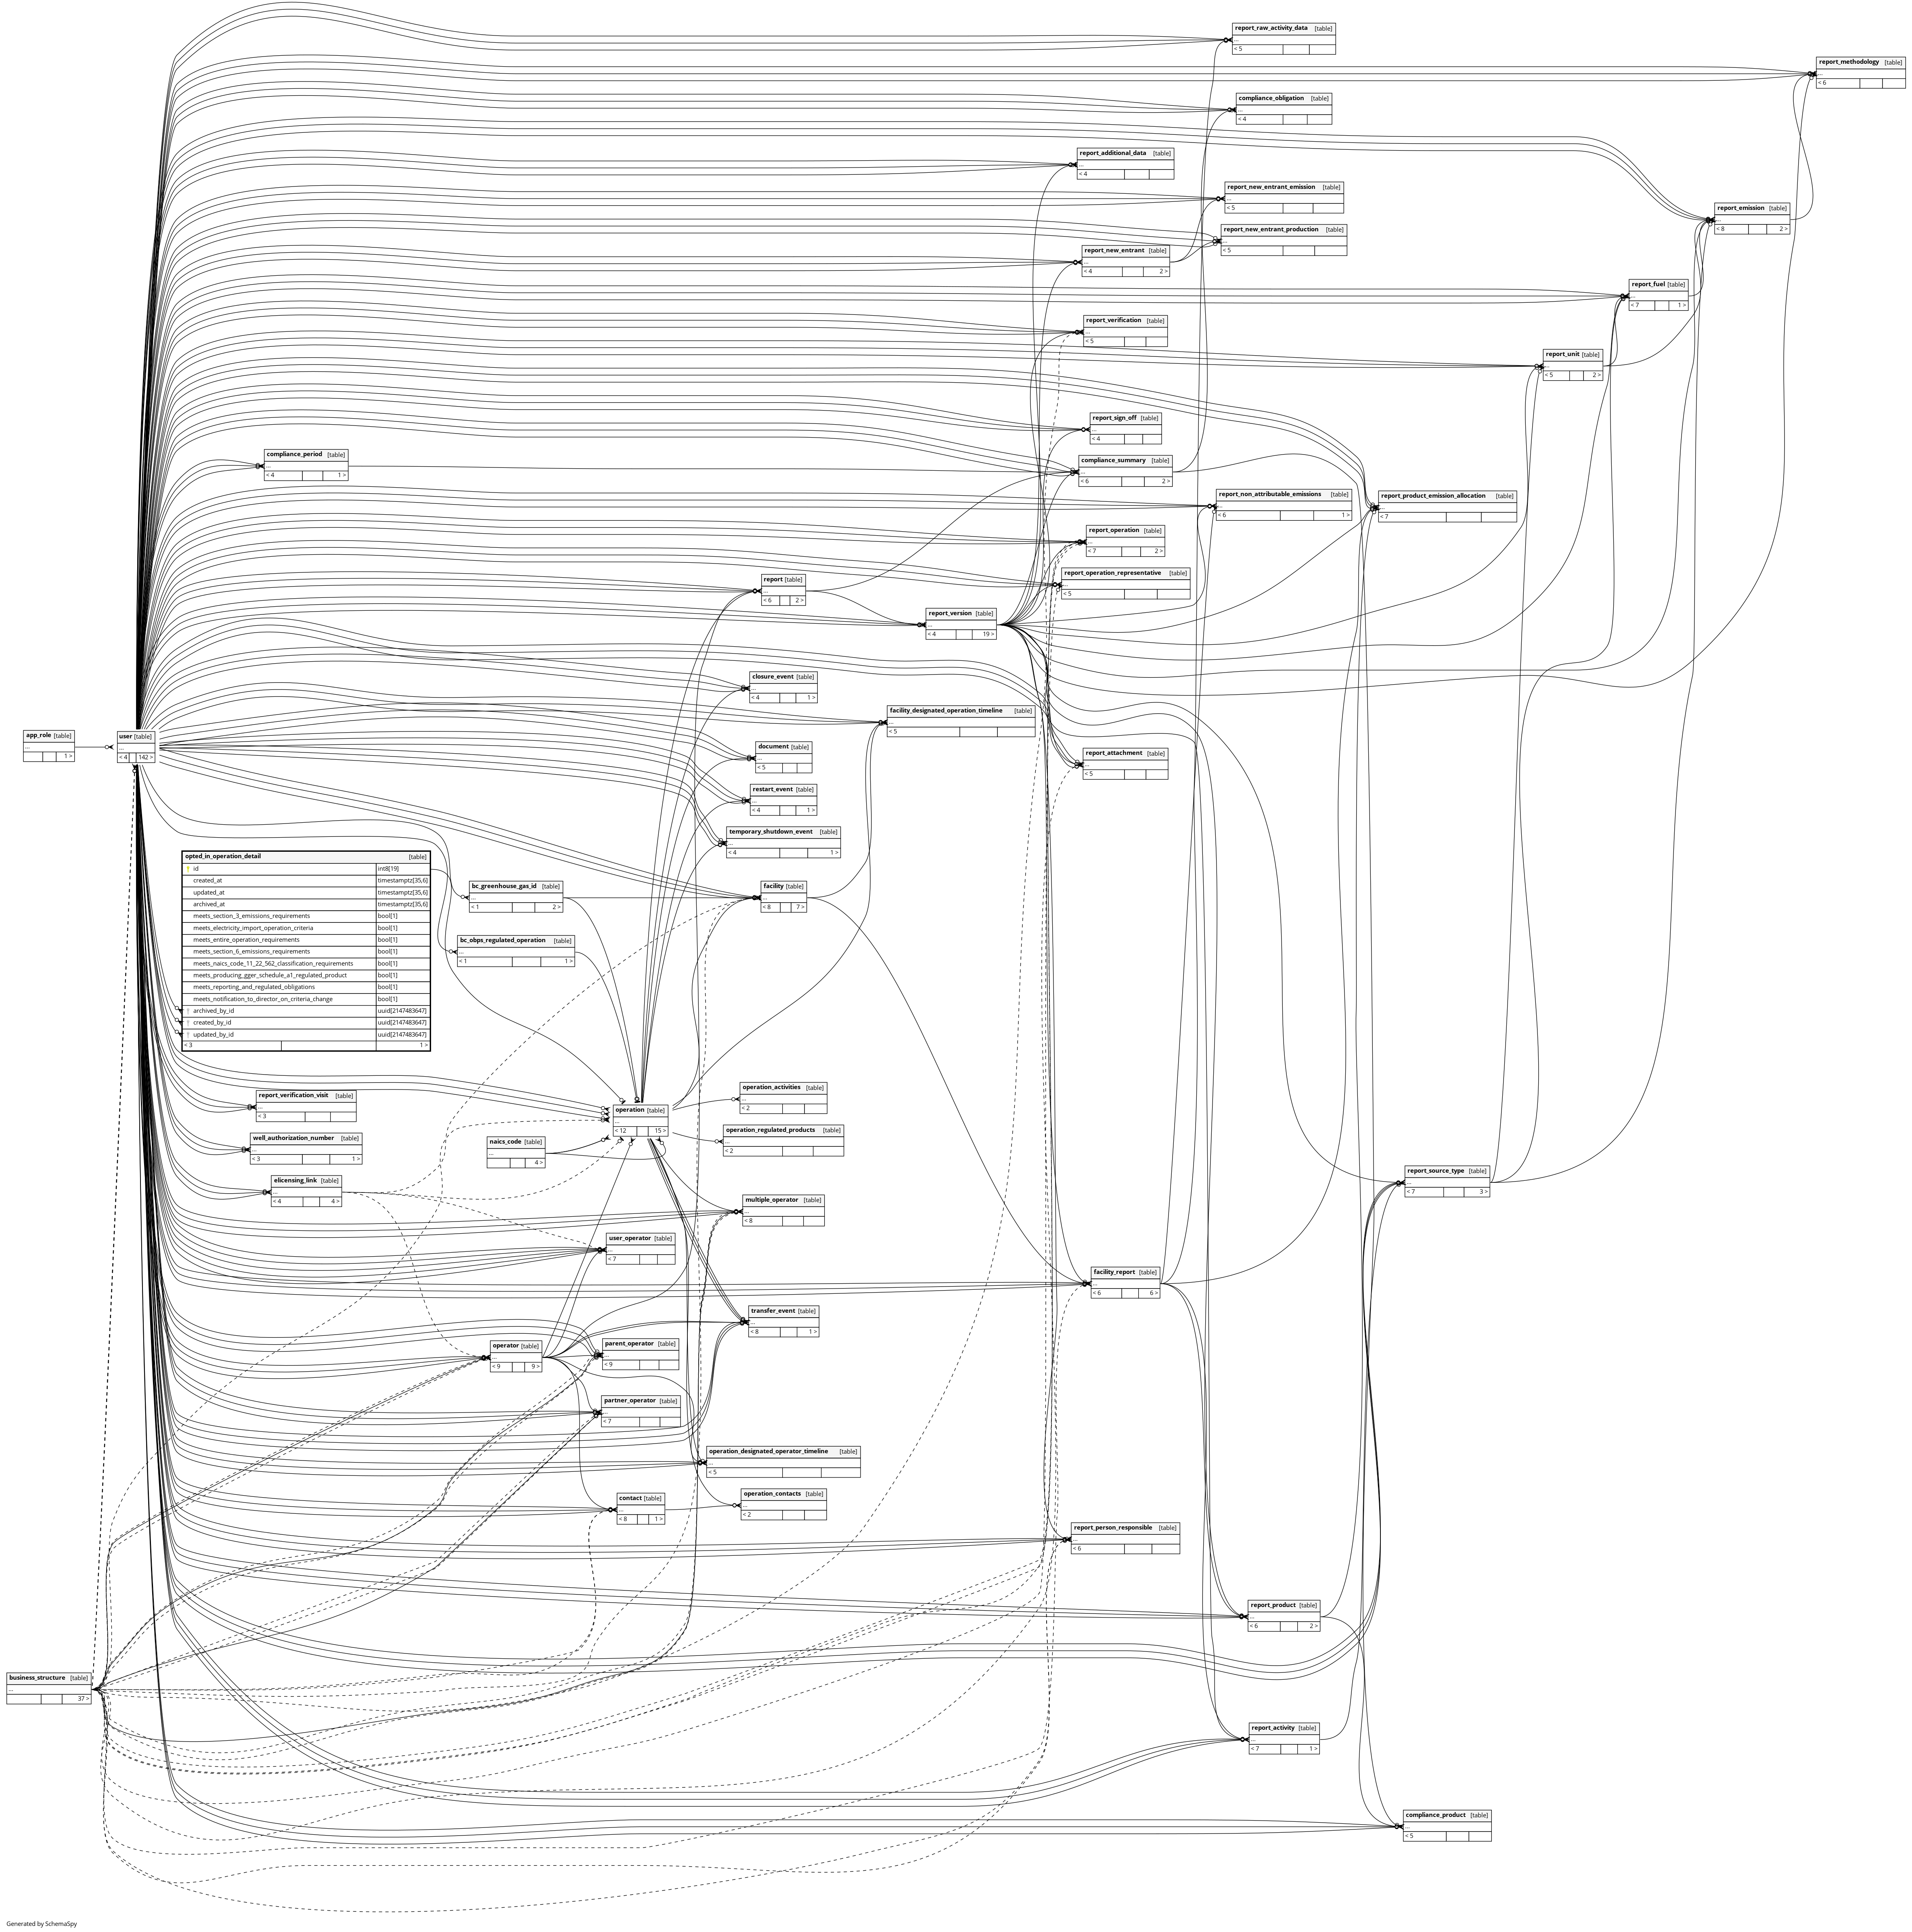 report_raw_activity_data [table]
...
< 5
report_methodology [table]
...
< 6
compliance_obligation [table]
...
< 4
report_additional_data [table]
...
< 4
report_new_entrant_emission [table]
...
< 5
report_emission [table]
...
< 8 2 >
report_new_entrant_production [table]
...
< 5
report_new_entrant [table]
...
< 4 2 >
report_fuel [table]
...
< 7 1 >
report_verification [table]
...
< 5
report_unit [table]
...
< 5 2 >
report_sign_off [table]
...
< 4
compliance_period [table]
...
< 4 1 >
compliance_summary [table]
...
< 6 2 >
report_non_attributable_emissions [table]
...
< 6 1 >
report_product_emission_allocation [table]
...
< 7
report_operation [table]
...
< 7 2 >
report_operation_representative [table]
...
< 5
report [table]
...
< 6 2 >
report_version [table]
...
< 4 19 >
closure_event [table]
...
< 4 1 >
facility_designated_operation_timeline [table]
...
< 5
app_role [table]
...
1 >
user [table]
...
< 4 142 >
document [table]
...
< 5
report_attachment [table]
...
< 5
restart_event [table]
...
< 4 1 >
temporary_shutdown_event [table]
...
< 4 1 >
opted_in_operation_detail [table]
id int8[19]
created_at timestamptz[35,6]
updated_at timestamptz[35,6]
archived_at timestamptz[35,6]
meets_section_3_emissions_requirements bool[1]
meets_electricity_import_operation_criteria bool[1]
meets_entire_operation_requirements bool[1]
meets_section_6_emissions_requirements bool[1]
meets_naics_code_11_22_562_classification_requirements bool[1]
meets_producing_gger_schedule_a1_regulated_product bool[1]
meets_reporting_and_regulated_obligations bool[1]
meets_notification_to_director_on_criteria_change bool[1]
archived_by_id uuid[2147483647]
created_by_id uuid[2147483647]
updated_by_id uuid[2147483647]
< 3 1 >
bc_greenhouse_gas_id [table]
...
< 1 2 >
facility [table]
...
< 8 7 >
bc_obps_regulated_operation [table]
...
< 1 1 >
report_verification_visit [table]
...
< 3
operation_activities [table]
...
< 2
operation [table]
...
< 12 15 >
operation_regulated_products [table]
...
< 2
well_authorization_number [table]
...
< 3 1 >
naics_code [table]
...
4 >
elicensing_link [table]
...
< 4 4 >
report_source_type [table]
...
< 7 3 >
multiple_operator [table]
...
< 8
user_operator [table]
...
< 7
facility_report [table]
...
< 6 6 >
transfer_event [table]
...
< 8 1 >
operator [table]
...
< 9 9 >
parent_operator [table]
...
< 9
partner_operator [table]
...
< 7
operation_designated_operator_timeline [table]
...
< 5
contact [table]
...
< 8 1 >
operation_contacts [table]
...
< 2
report_person_responsible [table]
...
< 6
report_product [table]
...
< 6 2 >
business_structure [table]
...
37 >
report_activity [table]
...
< 7 1 >
compliance_product [table]
...
< 5
Generated by SchemaSpy